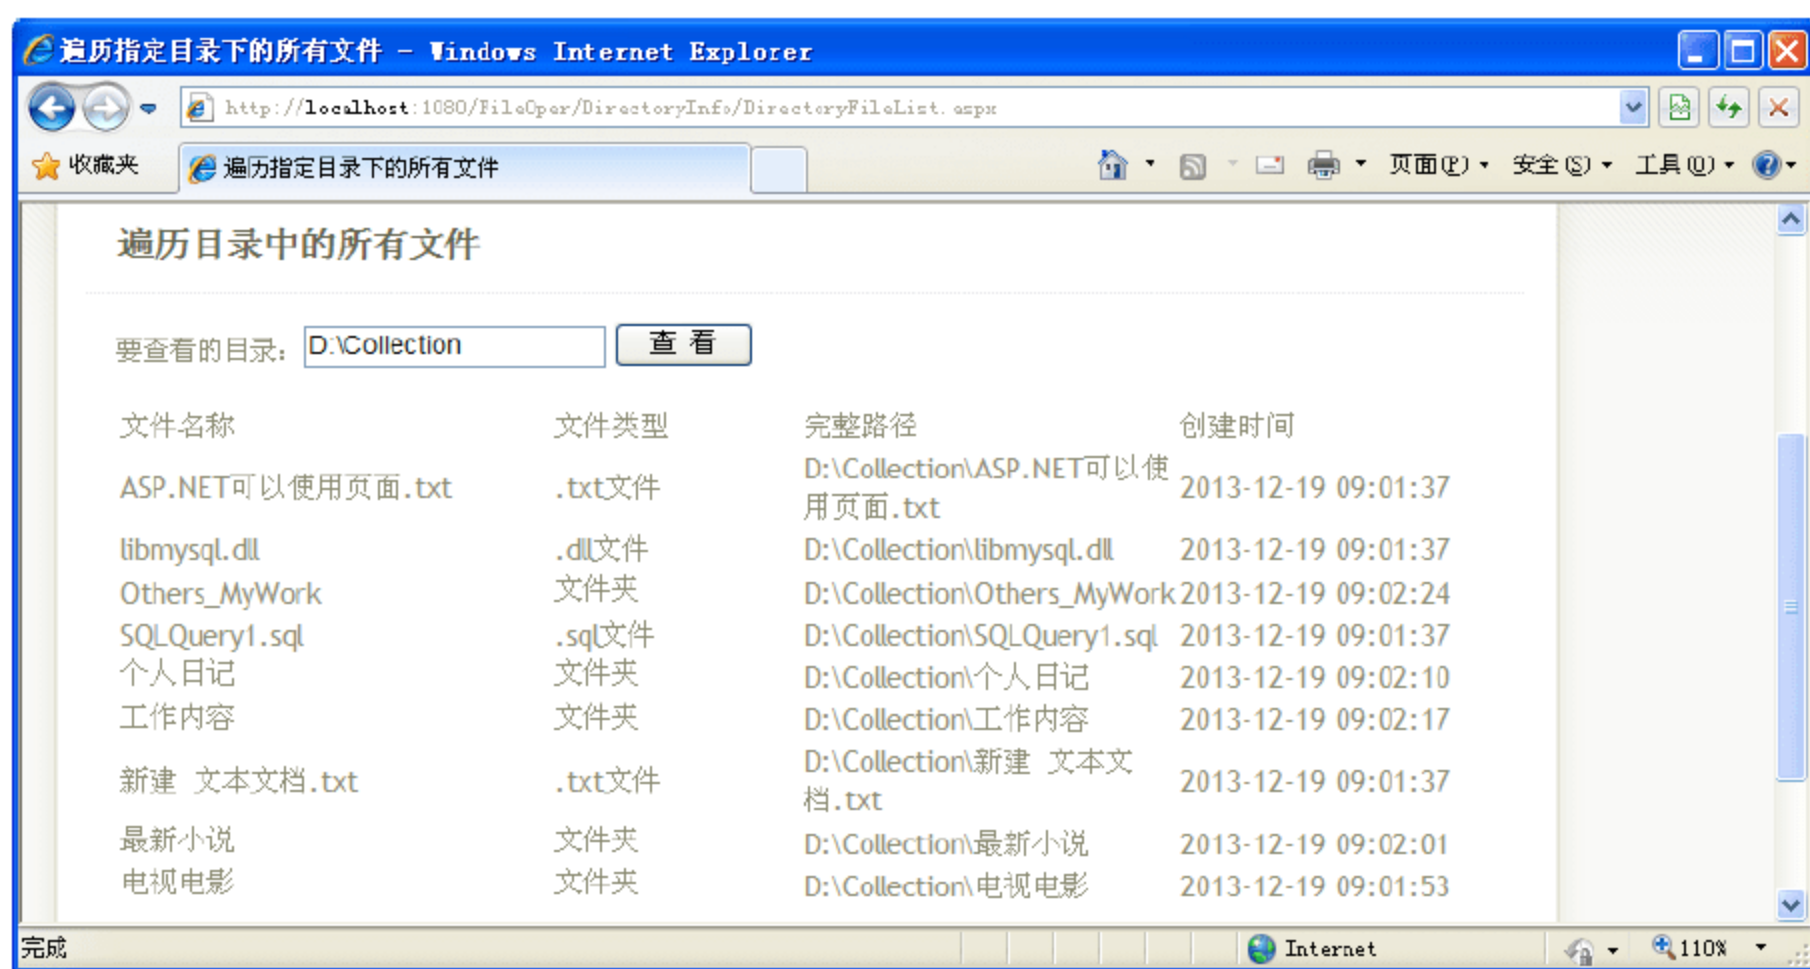 遍历指定目录下的所有文件 - Windows Internet Explorer
http://localhost:1080/FileOper/DirectoryInfo/DirectoryFileList.aspx
收藏夹 遍历指定目录下的所有文件 页面(P) 安全(S) 工具(O)
遍历目录中的所有文件
要查看的目录: D:\Collection 查 看
文件名称 文件类型 完整路径 创建时间
ASP.NET可以使用页面.txt .txt文件 D:\Collection\ASP.NET可以使 2013-12-19 09:01:37
用页面.txt
libmysql.dll .dll文件 D:\Collection\libmysql.dll 2013-12-19 09:01:37
Others_MyWork 文件夹 D:\Collection\Others_MyWork 2013-12-19 09:02:24
SQLQuery1.sql .sql文件 D:\Collection\SQLQuery1.sql 2013-12-19 09:01:37
个人日记 文件夹 D:\Collection\个人日记 2013-12-19 09:02:10
工作内容 文件夹 D:\Collection\工作内容 2013-12-19 09:02:17
新建 文本文档.txt .txt文件 D:\Collection\新建 文本文 2013-12-19 09:01:37
档.txt
最新小说 文件夹 D:\Collection\最新小说 2013-12-19 09:02:01
电视电影 文件夹 D:\Collection\电视电影 2013-12-19 09:01:53
完成 Internet 110%